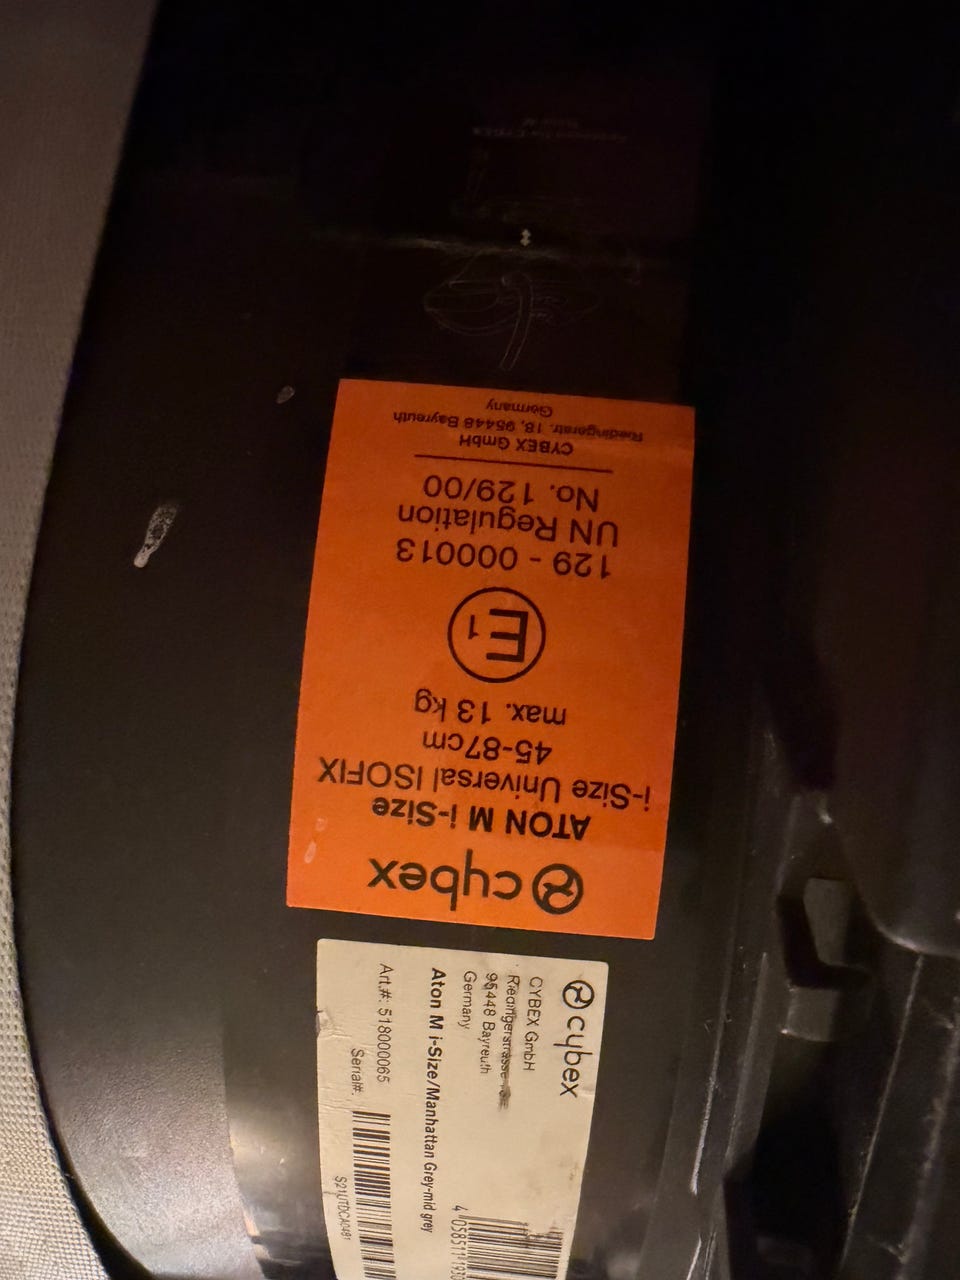 cybex
ATON M i-Size
i-Size Universal ISOFIX
45-87cm
max. 13 kg
E1
129 - 000013
UN Regulation
No. 129/00
CYBEX GmbH
Riedingerstr. 18, 95448 Bayreuth
Germany
cybex
CYBEX GmbH
Riedingerstrasse
95448 Bayreuth
Germany
Aton M i-Size/Manhattan Grey-mid grey
Art.#: 518000065
Serial#: